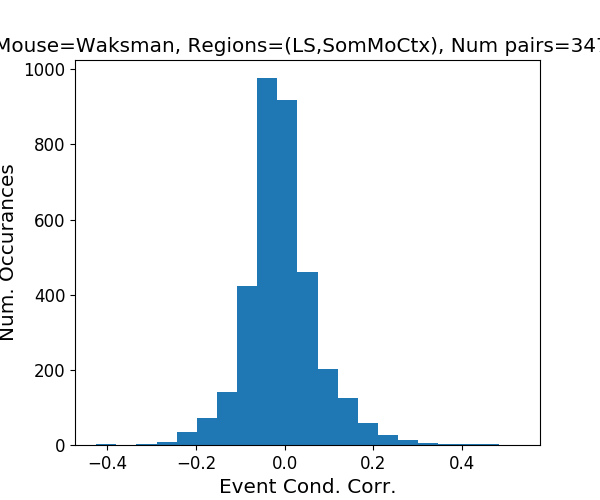 Mouse=Waksman, Regions=(LS,SomMoCtx), Num pairs=347
1000
800
600
400
200
0
Num. Occurances
−0.4 −0.2 0.0 0.2 0.4
Event Cond. Corr.